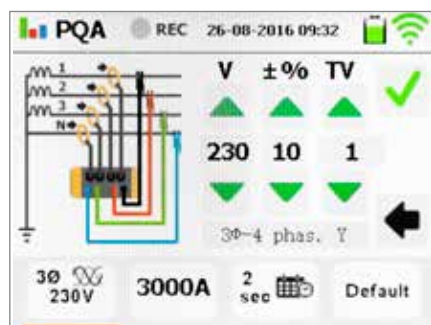 PQA REC 26-08-2016 09:32
V ±% TV
1
2
3
N
230 10 1
3Φ-4 phas. Y
3Ø 230V
3000A
2 sec
Default